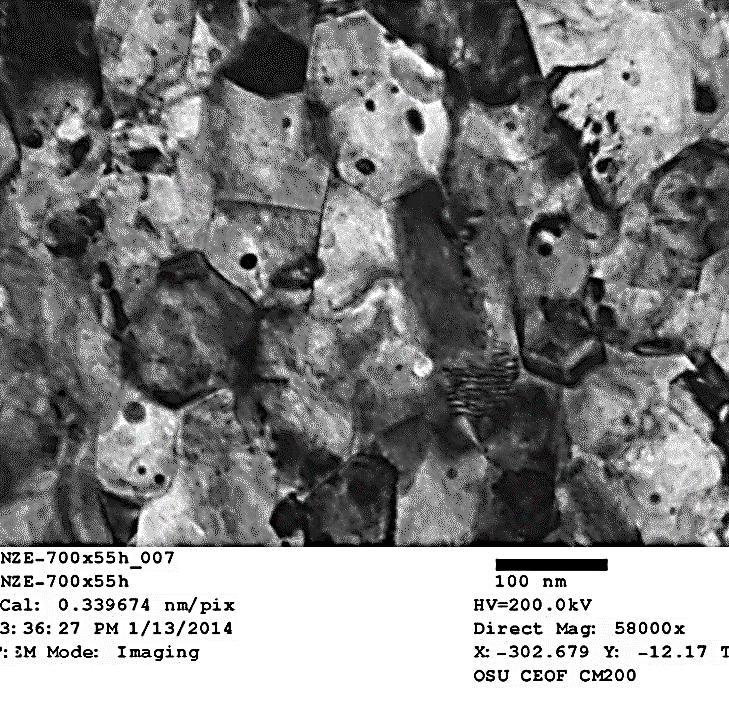 NZE-700x55h_007
NZE-700x55h
Cal: 0.339674 nm/pix
3:36:27 PM 1/13/2014
Mode: Imaging
100 nm
HV=200.0kV
Direct Mag: 58000x
X:-302.679 Y: -12.17 T
OSU CEOF CM200